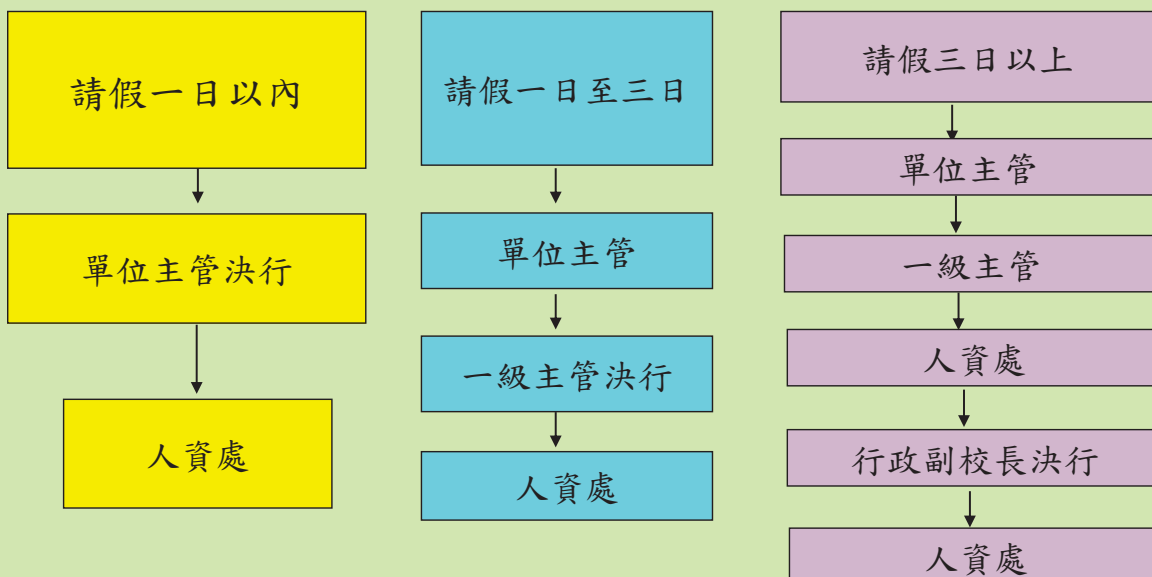 請假一日以內
單位主管決行
人資處
請假一日至三日
單位主管
一級主管決行
人資處
請假三日以上
單位主管
一級主管
人資處
行政副校長決行
人資處